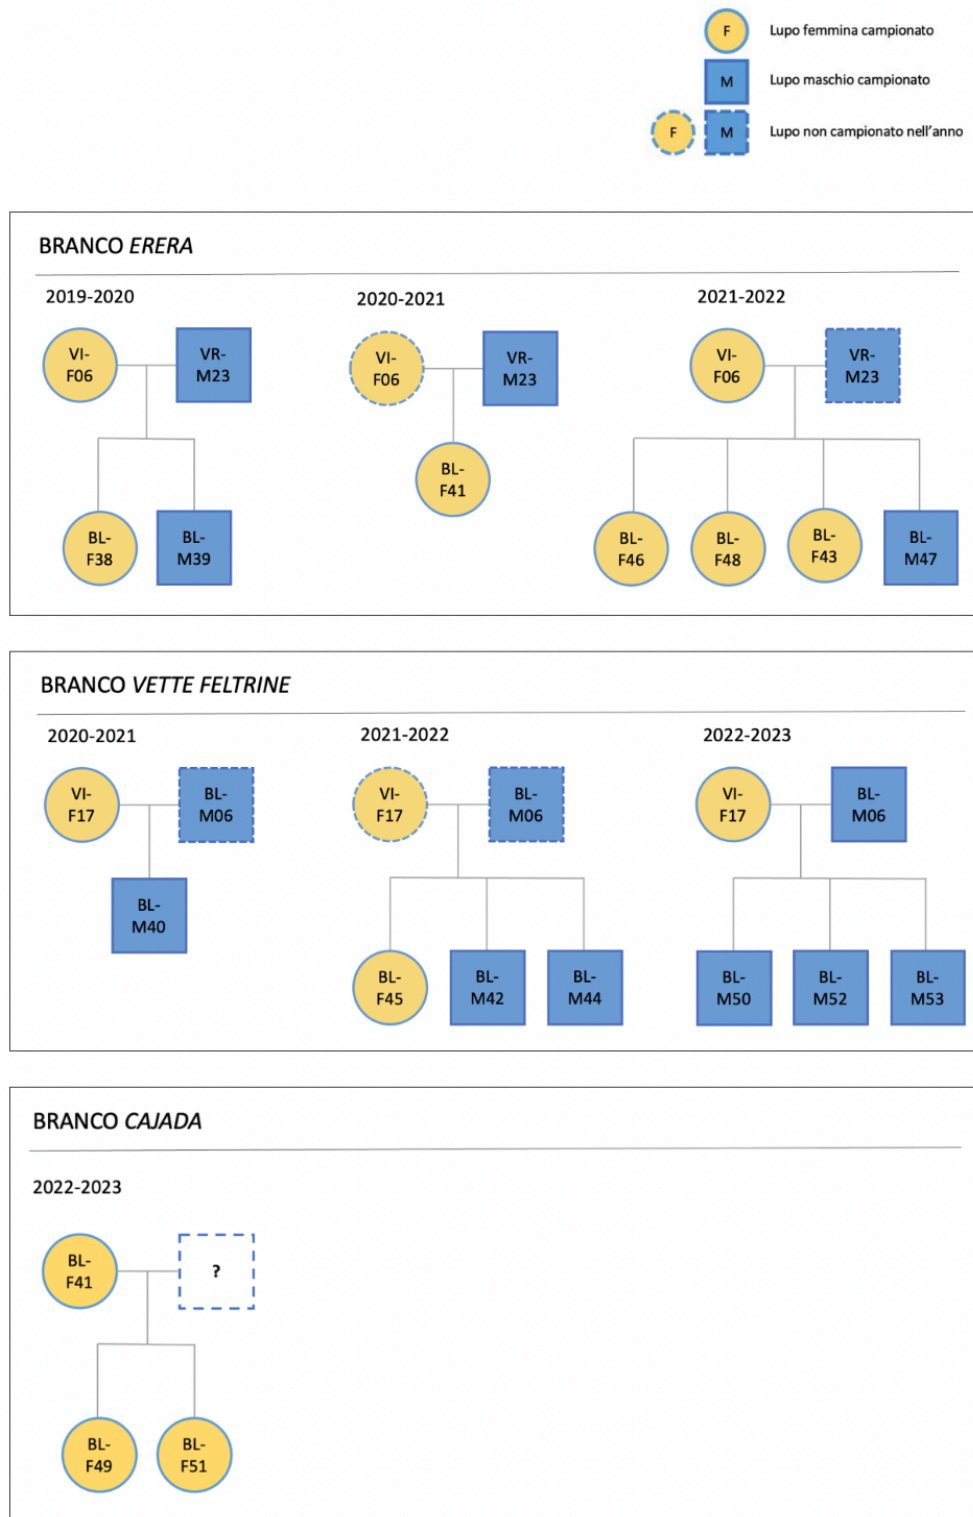 F Lupo femmina campionato
M Lupo maschio campionato
F M Lupo non campionato nell'anno
BRANCO ERERA
2019-2020
2020-2021
2021-2022
VI-
F06
VR-
M23
VI-
F06
VR-
M23
VI-
F06
VR-
M23
BL-
F38
BL-
M39
BL-
F41
BL-
F46
BL-
F48
BL-
F43
BL-
M47
BRANCO VETTE FELTRINE
2020-2021
2021-2022
2022-2023
VI-
F17
BL-
M06
VI-
F17
BL-
M06
VI-
F17
BL-
M06
BL-
M40
BL-
F45
BL-
M42
BL-
M44
BL-
M50
BL-
M52
BL-
M53
BRANCO CAJADA
2022-2023
BL-
F41
?
BL-
F49
BL-
F51